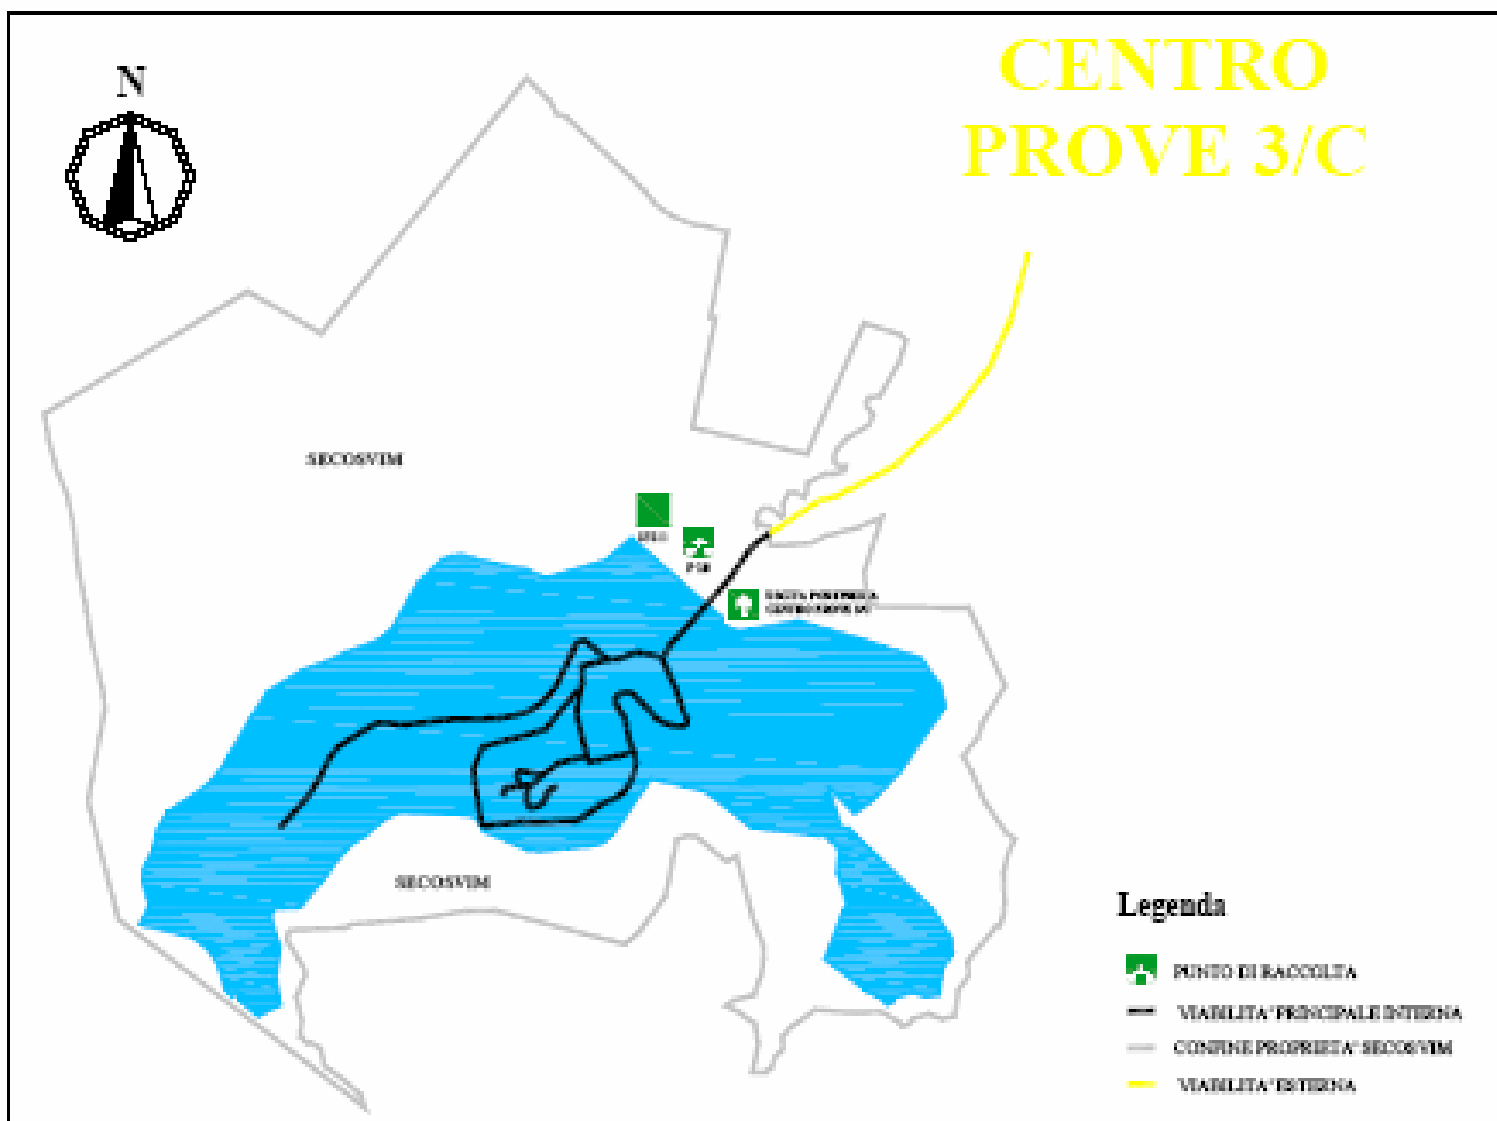 N
CENTRO
PROVE 3/C
SECOSVIM
SECOSVIM
Legenda
PUNTO DI RACCOLTA
VIABILITA' PRINCIPALE INTERNA
CONFINE PROPRIETA' SECOSVIM
VIABILITA' ESTERNA